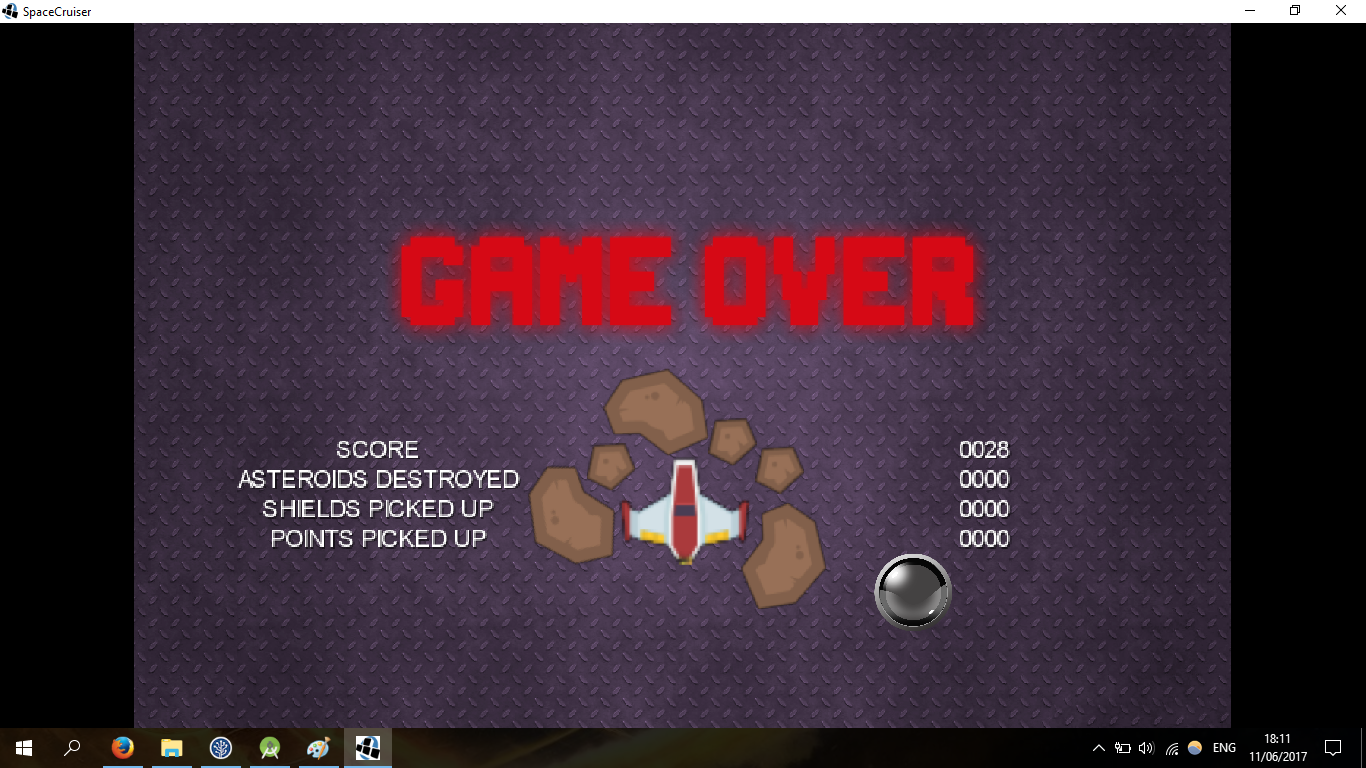 SpaceCruiser
GAME OVER
SCORE 0028
ASTEROIDS DESTROYED 0000
SHIELDS PICKED UP 0000
POINTS PICKED UP 0000
ENG
18:11
11/06/2017